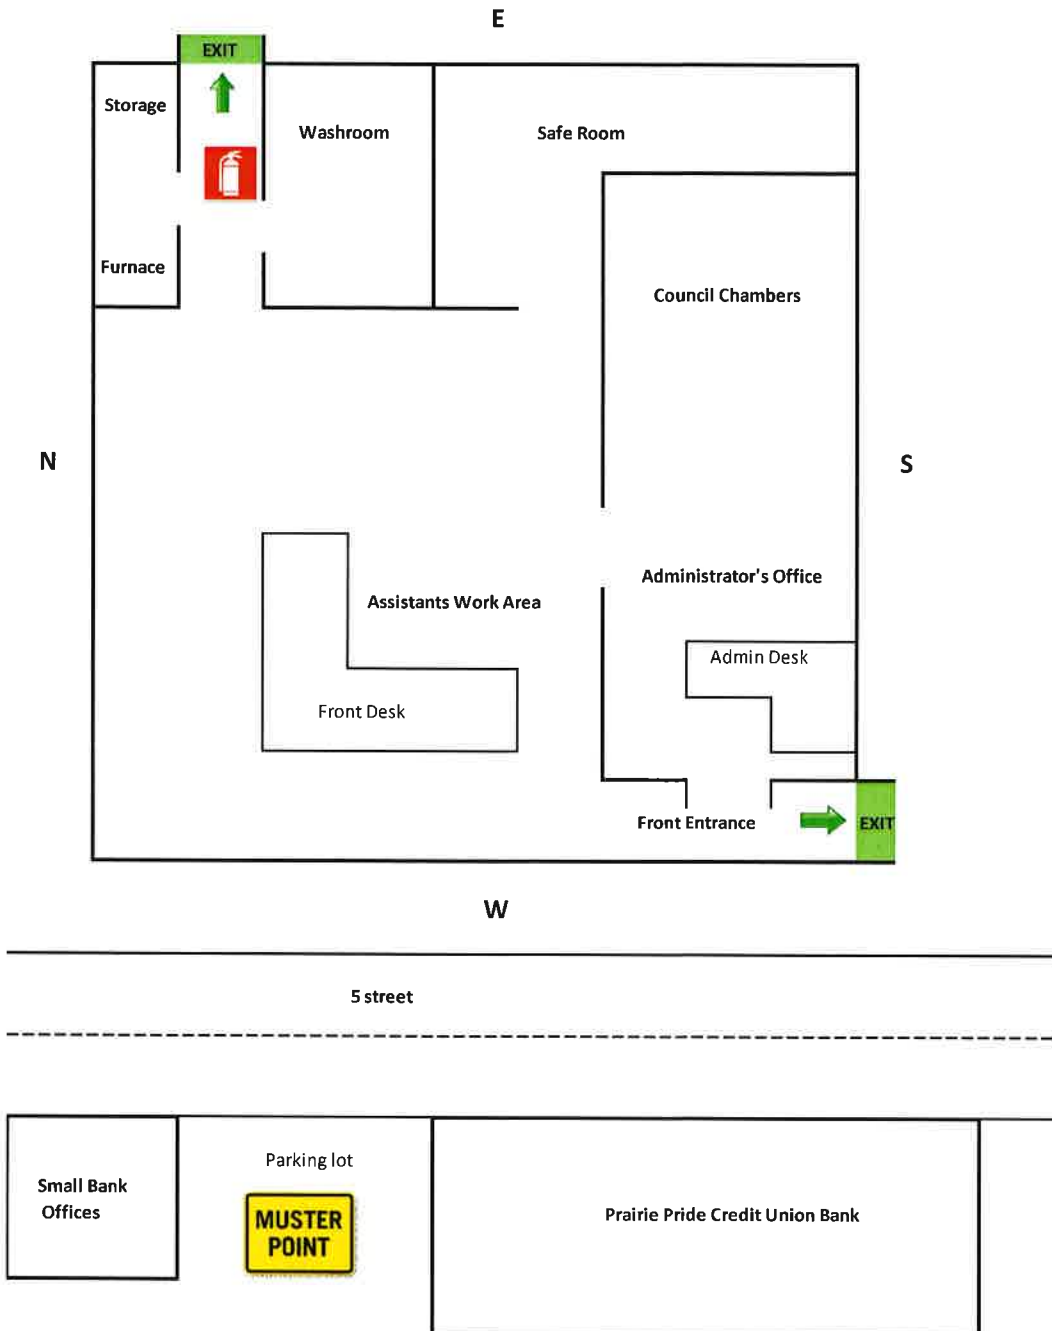 E
EXIT
Storage
Washroom
Safe Room
Furnace
Council Chambers
N
S
Administrator's Office
Assistants Work Area
Admin Desk
Front Desk
Front Entrance
EXIT
W
5 street
Parking lot
Small Bank
Offices
MUSTER
POINT
Prairie Pride Credit Union Bank